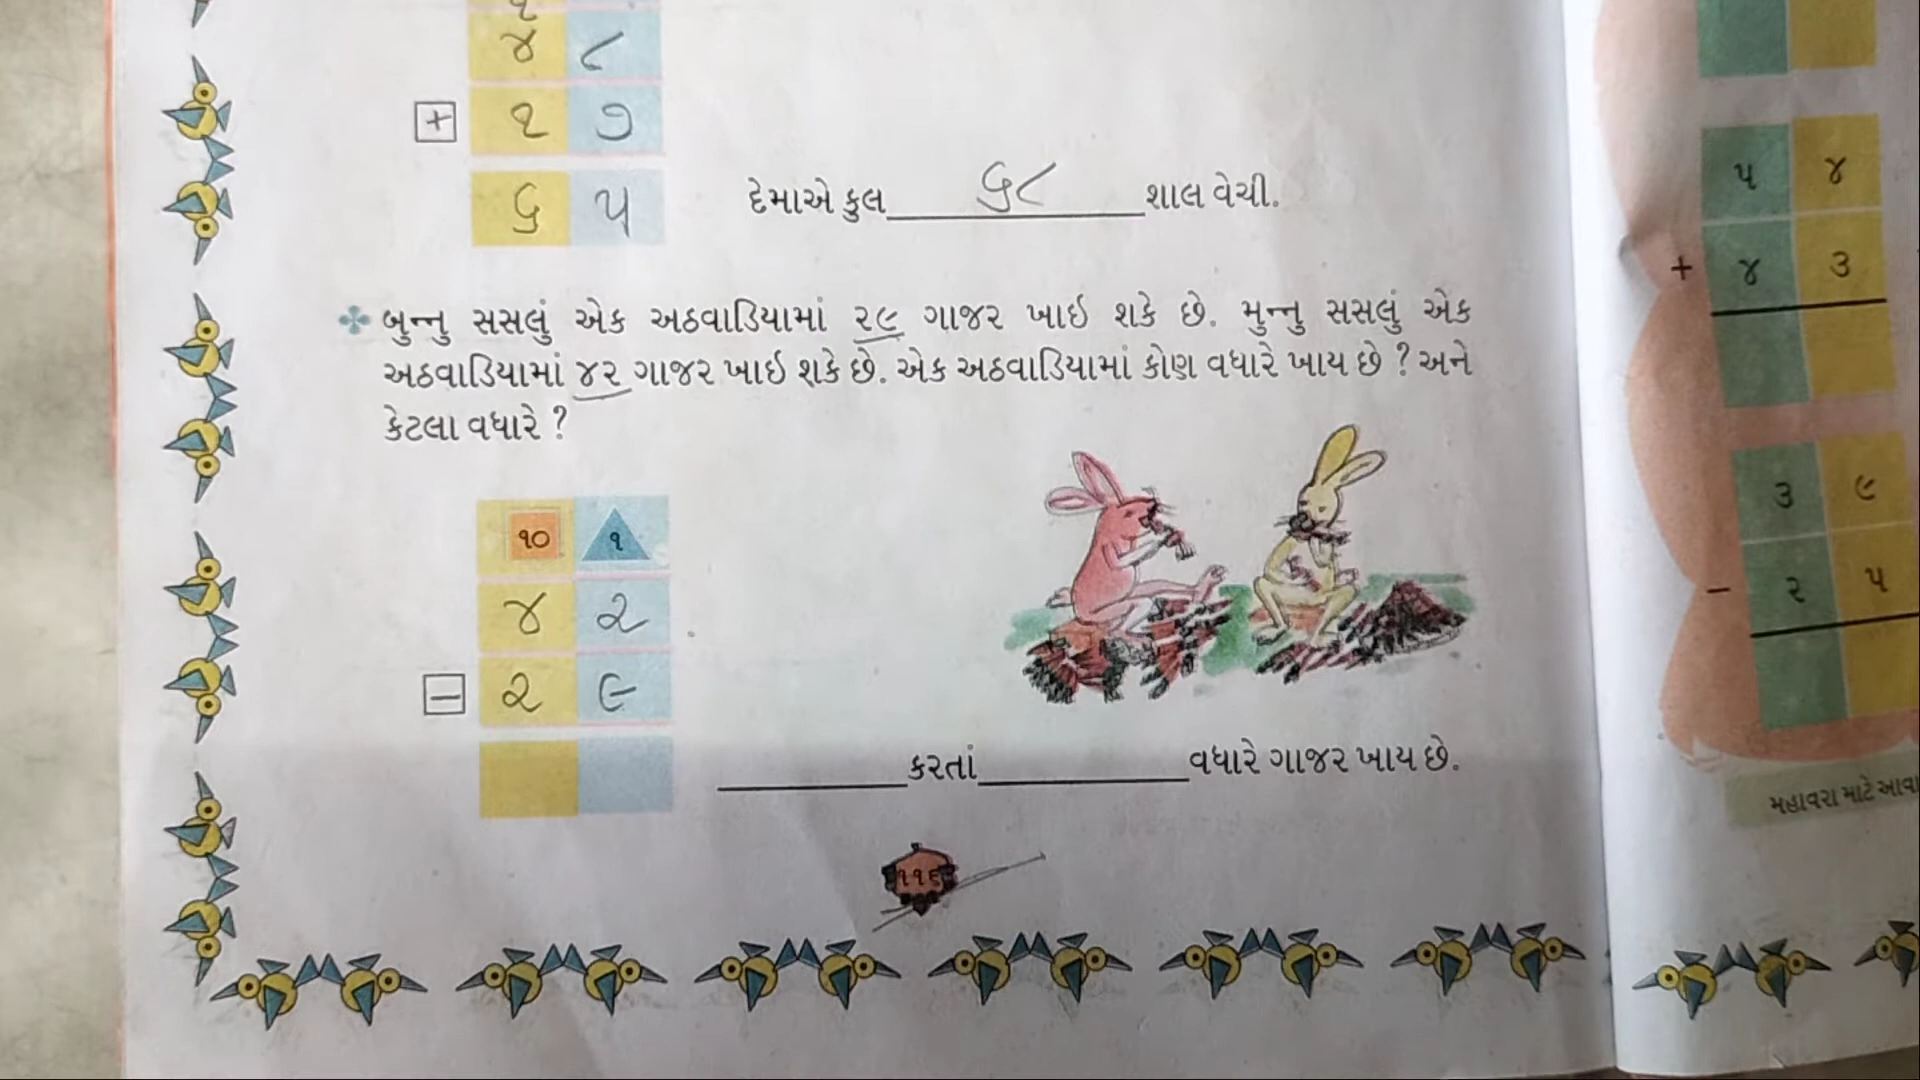 ૪ ૮
+ ૧ ૭
૬ ૫
દેમાએ કુલ ૬૮ શાલ વેચી.
બુન્નુ સસલું એક અઠવાડિયામાં ૨૯ ગાજર ખાઇ શકે છે. મુન્નુ સસલું એક
અઠવાડિયામાં ૪૨ ગાજર ખાઇ શકે છે. એક અઠવાડિયામાં કોણ વધારે ખાય છે ? અને
કેટલા વધારે ?
૧૦ ૧
૪ ૨
- ૨ ૯
કરતાં વધારે ગાજર ખાય છે.
૧૧૬
૫ ૪
+ ૪ ૩
૩ ૯
- ૨ ૫
મહાવરા માટે